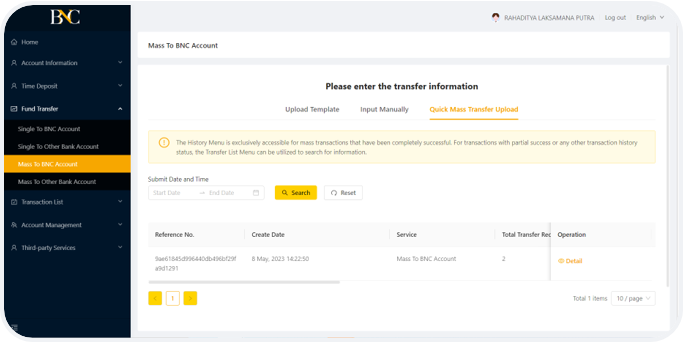 BNC
RAHADITYA LAKSAMANA PUTRA Log out English
Home
Account Information
Time Deposit
Fund Transfer
Single To BNC Account
Single To Other Bank Account
Mass To BNC Account
Mass To Other Bank Account
Transaction List
Account Management
Third-party Services
Mass To BNC Account
Please enter the transfer information
Upload Template Input Manually Quick Mass Transfer Upload
The History Menu is exclusively accessible for mass transactions that have been completely successful. For transactions with partial success or any other transaction history
status, the Transfer List Menu can be utilized to search for information.
Submit Date and Time
Start Date → End Date Search Reset
Reference No. Create Date Service Total Transfer Rec Operation
9ae61845d996440db496bf29f
a9d1291
8 May, 2023 14:22:50 Mass To BNC Account 2 Detail
< 1 > Total 1 items 10 / page